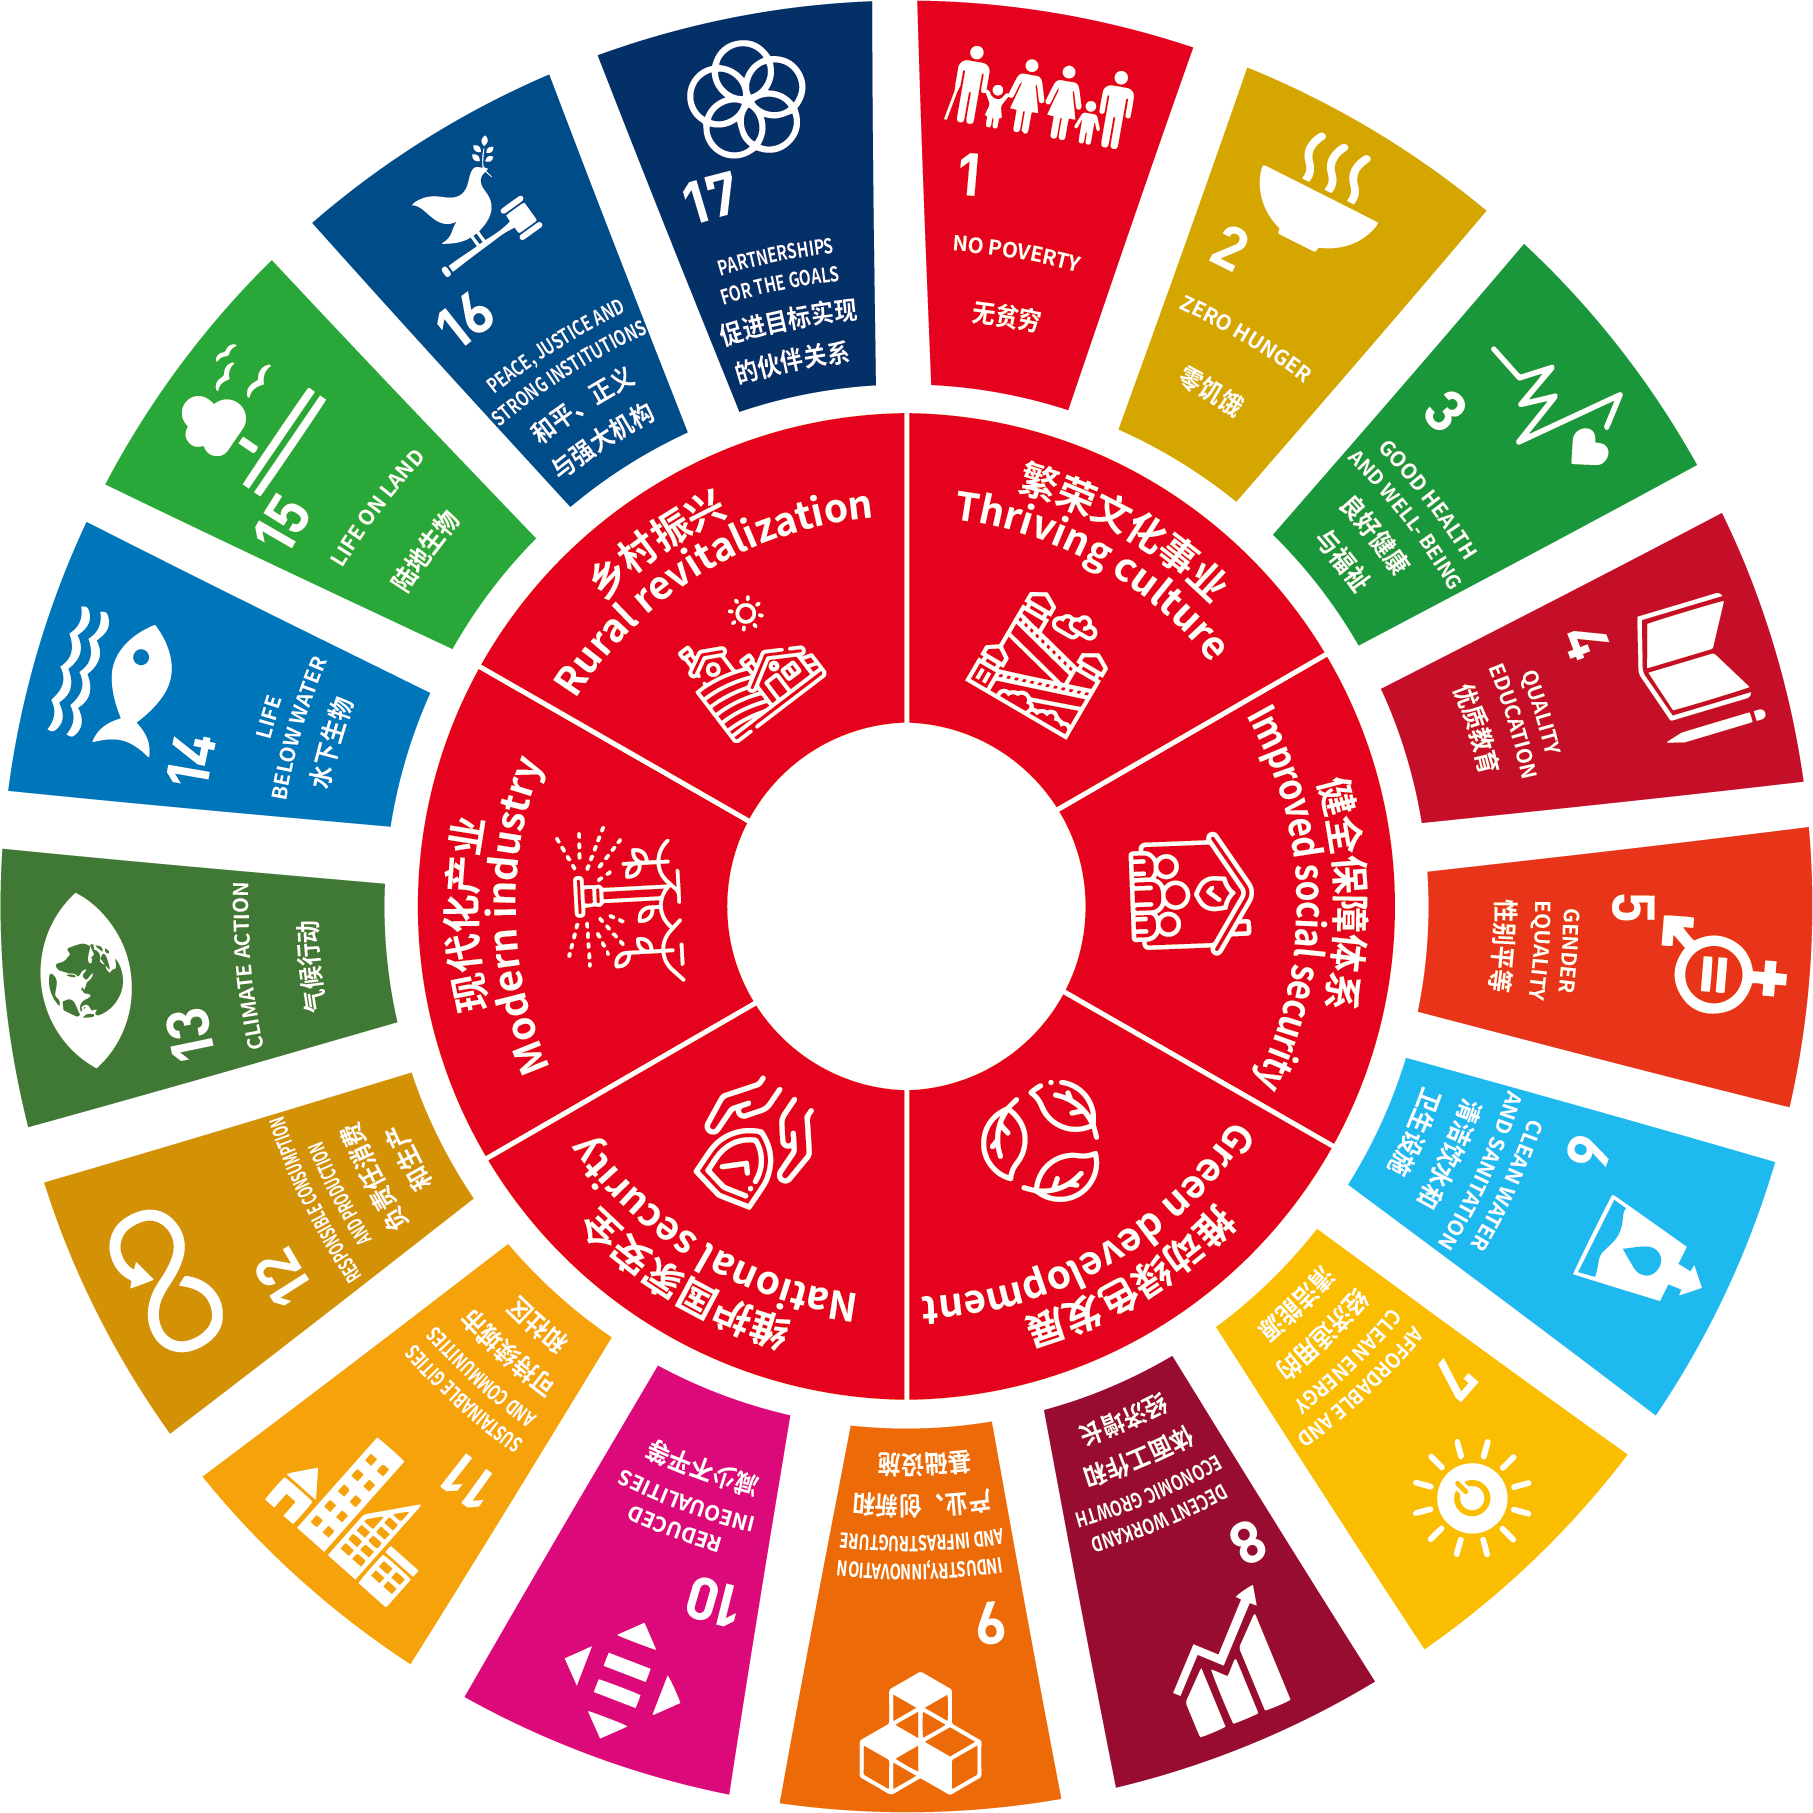 1
NO POVERTY
无贫穷
2
ZERO HUNGER
零饥饿
3
GOOD HEALTH
AND WELL- BEING
良好健康
与福祉
4
QUALITY
EDUCATION
优质教育
5
GENDER
EQUALITY
性别平等
6
CLEAN WATER
AND SANITATION
清洁饮水和
卫生设施
7
AFFORDABLE AND
CLEAN ENERGY
经济适用的
清洁能源
8
DECENT WORKAND
ECONOMIC GROWTH
体面工作和
经济增长
9
INDUSTRY,INNOVATION
AND INFRASTRUGTURE
产业、创新和
基础设施
10
REDUCED
INEOUALITIES
减少不平等
11
SUSTAINABLE GITIES
AND COMMUNITIES
可持续城市
和社区
12
RESPONSIBLE CONSUMPTION
AND PRODUCTION
负责任消费
和生产
13
CLIMATE ACTION
气候行动
14
LIFE
BELOW WATER
水下生物
15
LIFE ON LAND
陆地生物
16
PEACE, JUSTICE AND
STRONG INSTITUTIONS
和平、正义
与强大机构
17
PARTNERSHIPS
FOR THE GOALS
促进目标实现
的伙伴关系
繁荣文化事业
Thriving culture
健全保障体系
Improved social security
推动绿色发展
Green development
维护国家安全
National security
现代化产业
Modern industry
乡村振兴
Rural revitalization